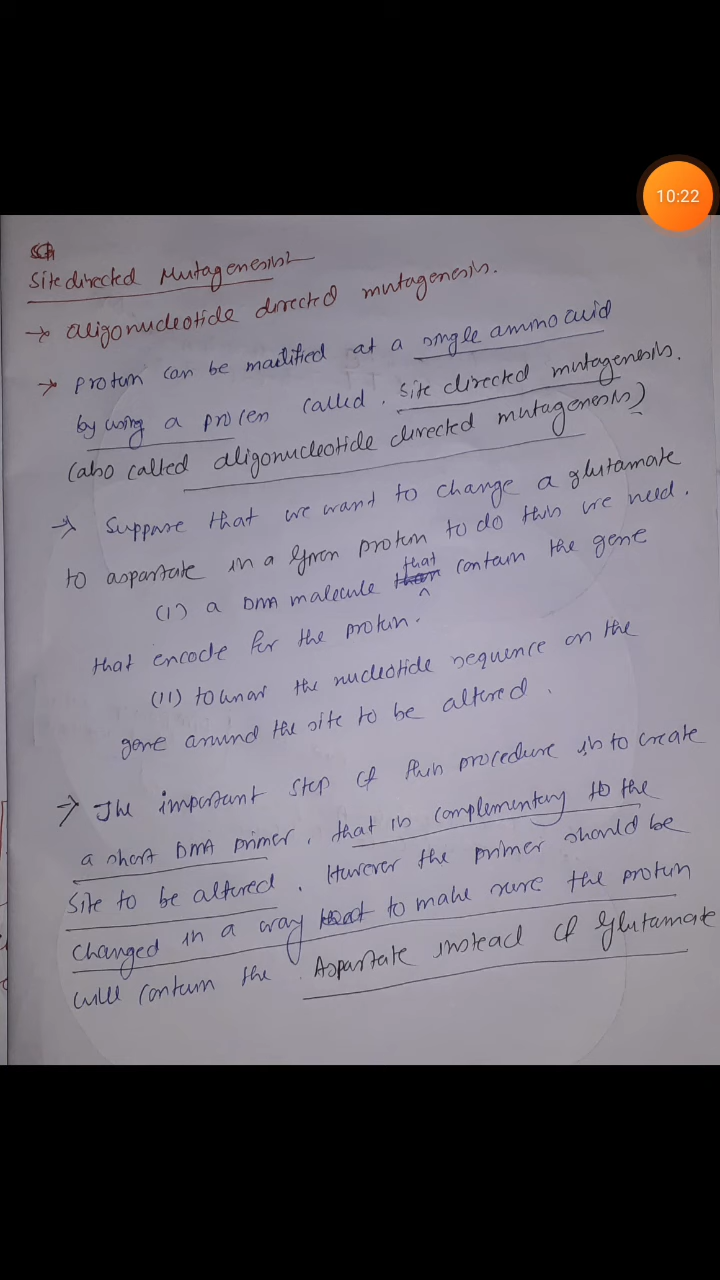 10:22
Site directed Mutagenesis
→ aligonucleotide directed mutagenesis.
→ protein can be modified at a single amino acid
by using a process called. site directed mutagenesis.
(also called aligonucleotide directed mutagenesis)
→ Suppose that we want to change a glutamate
to aspartate in a given protein to do this we need.
that
(i) a DNA malecule contain the gene
that encode for the protein.
(ii) to know the nucleotide sequence on the
gene around the site to be altered.
→ The important step of this procedure is to create
a short DNA primer, that is complementary to the
site to be altered. However the primer should be
changed in a way to make sure the protein
will contain the Aspartate instead of glutamate